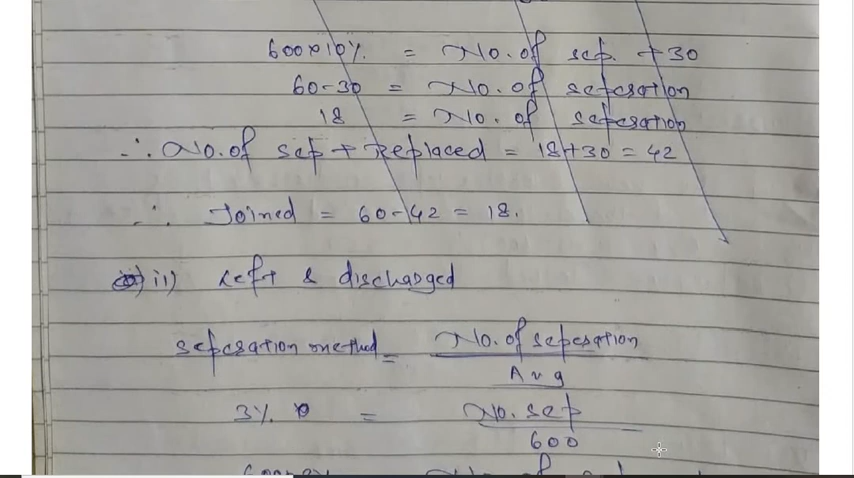 600×10% = No. of sep. + 30
60-30 = No. of seperation
18 = No. of seperation
∴ No. of sep + Replaced = 18+30 = 42
∴ Joined = 60-42 = 18.
ii) Left & discharged
seperation method = No. of seperation
Avg
3% = No. sep
600